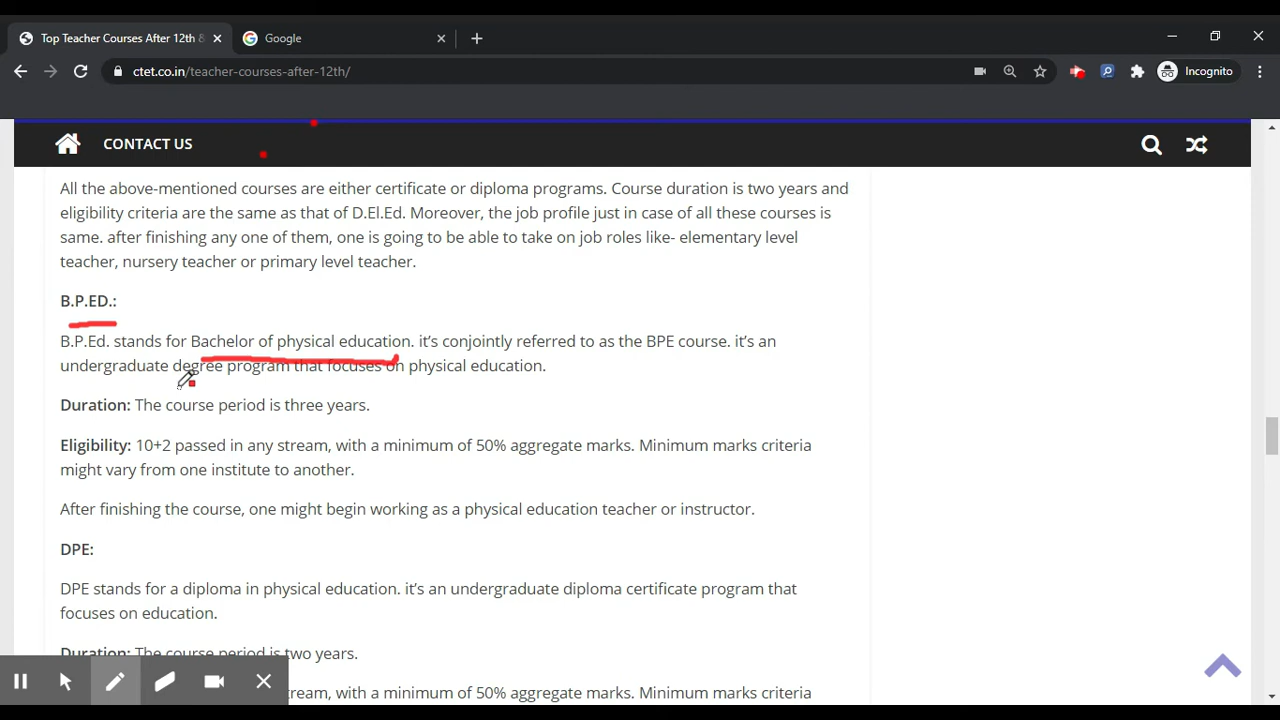 Top Teacher Courses After 12th &
Google
ctet.co.in/teacher-courses-after-12th/
Incognito
CONTACT US
All the above-mentioned courses are either certificate or diploma programs. Course duration is two years and
eligibility criteria are the same as that of D.El.Ed. Moreover, the job profile just in case of all these courses is
same. after finishing any one of them, one is going to be able to take on job roles like- elementary level
teacher, nursery teacher or primary level teacher.
B.P.ED.:
B.P.Ed. stands for Bachelor of physical education. it’s conjointly referred to as the BPE course. it’s an
undergraduate degree program that focuses on physical education.
Duration: The course period is three years.
Eligibility: 10+2 passed in any stream, with a minimum of 50% aggregate marks. Minimum marks criteria
might vary from one institute to another.
After finishing the course, one might begin working as a physical education teacher or instructor.
DPE:
DPE stands for a diploma in physical education. it’s an undergraduate diploma certificate program that
focuses on education.
Duration: The course period is two years.
stream, with a minimum of 50% aggregate marks. Minimum marks criteria